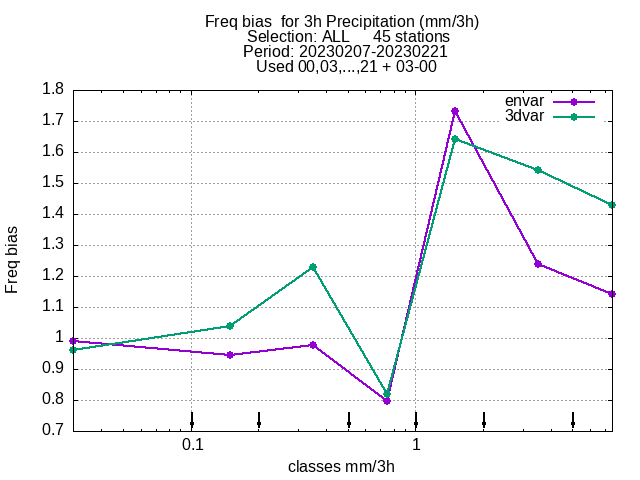 Freq bias  for 3h Precipitation (mm/3h)
Selection: ALL     45 stations
Period: 20230207-20230221
Used 00,03,...,21 + 03-00
envar
3dvar
1.8
1.7
1.6
1.5
1.4
1.3
1.2
1.1
1
0.9
0.8
0.7
Freq bias
0.1 1
classes mm/3h